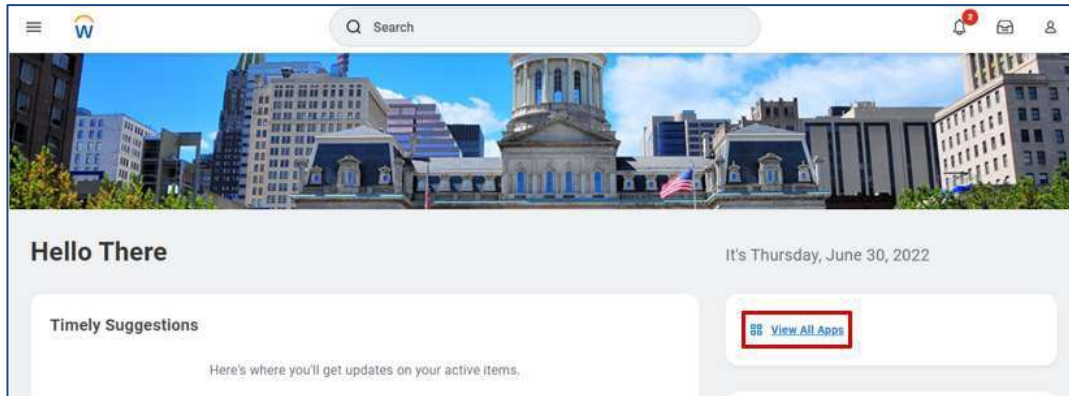 W
Search
2
Hello There
It's Thursday, June 30, 2022
Timely Suggestions
View All Apps
Here's where you'll get updates on your active items.